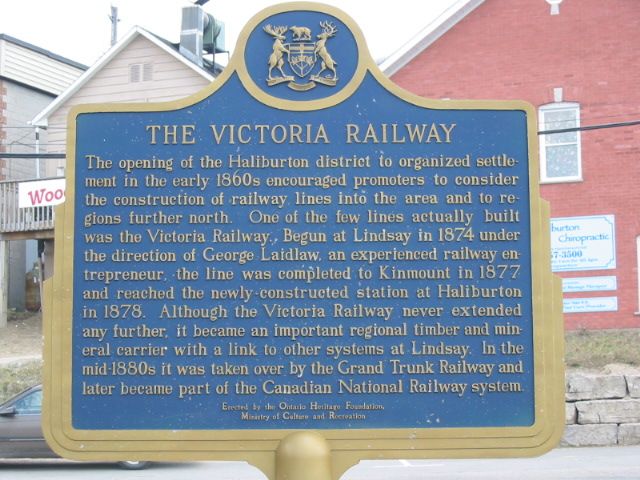 THE VICTORIA RAILWAY
The opening of the Haliburton district to organized settle-
ment in the early 1860s encouraged promoters to consider
the construction of railway lines into the area and to re-
gions further north. One of the few lines actually built
was the Victoria Railway. Begun at Lindsay in 1874 under
the direction of George Laidlaw, an experienced railway en-
trepreneur, the line was completed to Kinmount in 1877
and reached the newly-constructed station at Haliburton
in 1878. Although the Victoria Railway never extended
any further, it became an important regional timber and min-
eral carrier with a link to other systems at Lindsay. In the
mid-1880s it was taken over by the Grand Trunk Railway and
later became part of the Canadian National Railway system.
Erected by the Ontario Heritage Foundation,
Ministry of Culture and Recreation
Woo
burton
Chiropractic
7-3500